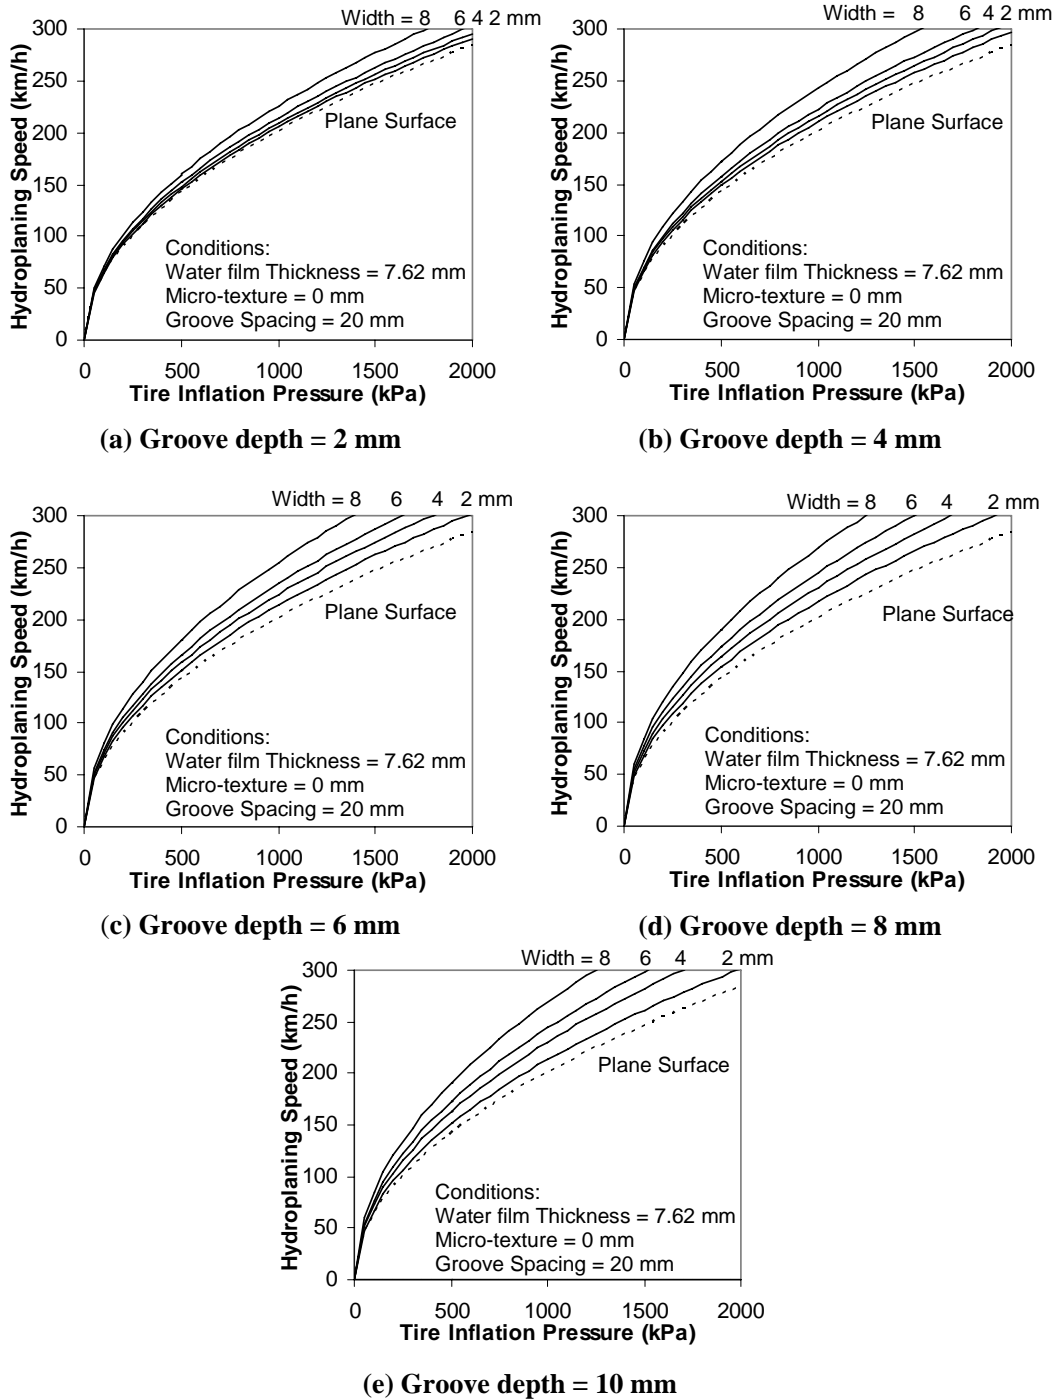 Width = 8 6 4 2 mm
300
250
200
150
100
50
0
Hydroplaning Speed (km/h)
Plane Surface
Conditions:
Water film Thickness = 7.62 mm
Micro-texture = 0 mm
Groove Spacing = 20 mm
0 500 1000 1500 2000
Tire Inflation Pressure (kPa)
(a) Groove depth = 2 mm
Width = 8 6 4 2 mm
300
250
200
150
100
50
0
Hydroplaning Speed (km/h)
Plane Surface
Conditions:
Water film Thickness = 7.62 mm
Micro-texture = 0 mm
Groove Spacing = 20 mm
0 500 1000 1500 2000
Tire Inflation Pressure (kPa)
(b) Groove depth = 4 mm
Width = 8 6 4 2 mm
300
250
200
150
100
50
0
Hydroplaning Speed (km/h)
Plane Surface
Conditions:
Water film Thickness = 7.62 mm
Micro-texture = 0 mm
Groove Spacing = 20 mm
0 500 1000 1500 2000
Tire Inflation Pressure (kPa)
(c) Groove depth = 6 mm
Width = 8 6 4 2 mm
300
250
200
150
100
50
0
Hydroplaning Speed (km/h)
Plane Surface
Conditions:
Water film Thickness = 7.62 mm
Micro-texture = 0 mm
Groove Spacing = 20 mm
0 500 1000 1500 2000
Tire Inflation Pressure (kPa)
(d) Groove depth = 8 mm
Width = 8 6 4 2 mm
300
250
200
150
100
50
0
Hydroplaning Speed (km/h)
Plane Surface
Conditions:
Water film Thickness = 7.62 mm
Micro-texture = 0 mm
Groove Spacing = 20 mm
0 500 1000 1500 2000
Tire Inflation Pressure (kPa)
(e) Groove depth = 10 mm